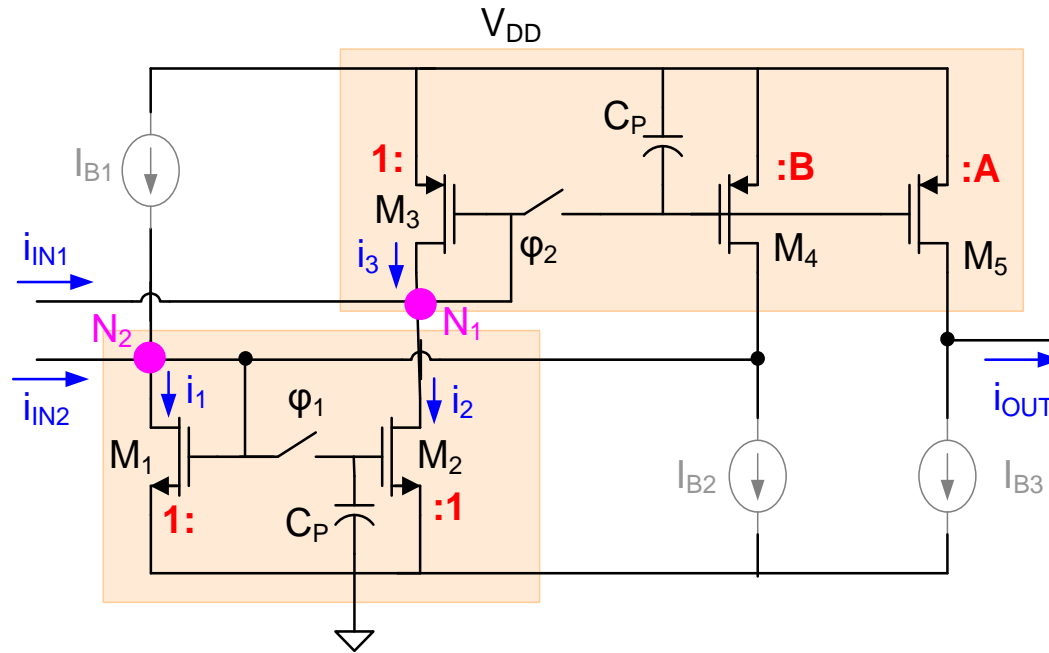 V_DD
C_P
1:
:B
:A
I_B1
M_3
φ_2
M_4
M_5
i_IN1
i_3
N_1
N_2
i_IN2
i_1
φ_1
i_2
i_OUT
M_1
M_2
I_B2
I_B3
C_P
1:
:1